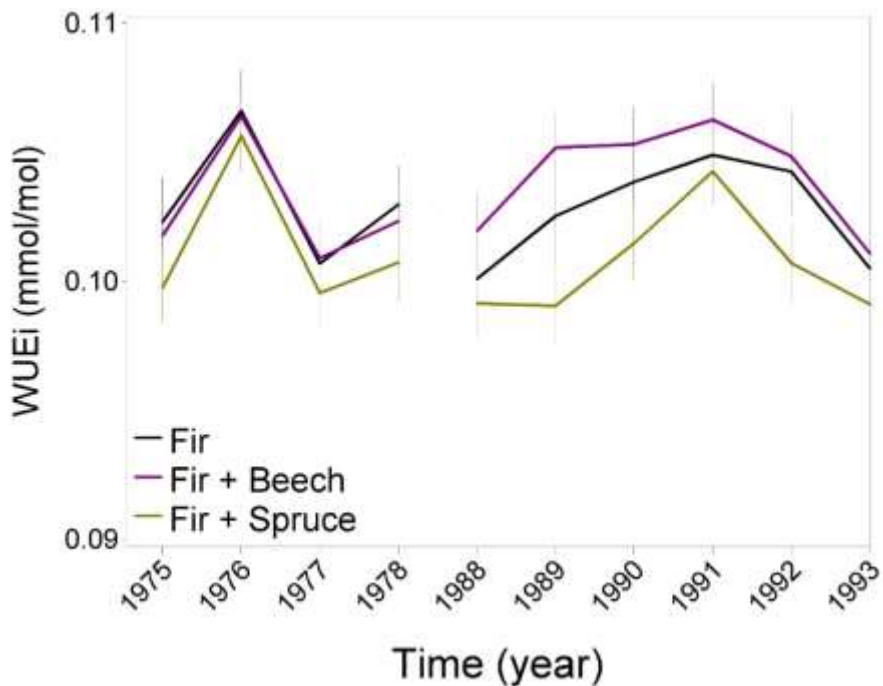 0.11
0.10
0.09
WUEi (mmol/mol)
Fir
Fir + Beech
Fir + Spruce
1975
1976
1977
1978
1988
1989
1990
1991
1992
1993
Time (year)